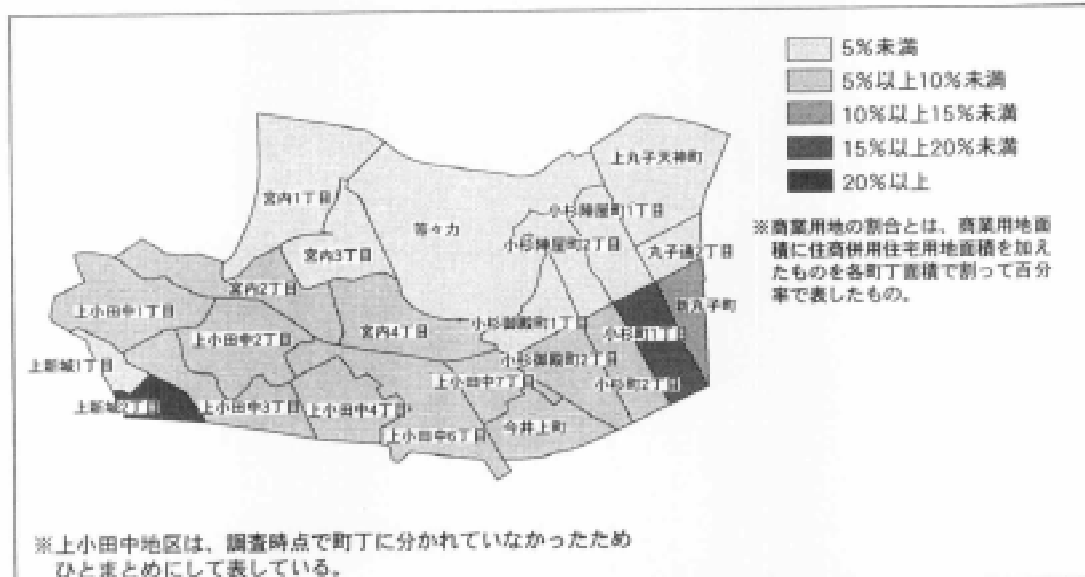 5%未満
5%以上10%未満
10%以上15%未満
15%以上20%未満
20%以上
※商業用地の割合とは、商業用地面
積に住商併用住宅用地面積を加え
たものを各町丁面積で割って百分
率で表したもの。
上丸子天神町
宮内1丁目
小杉陣屋町1丁目
等々力
小杉陣屋町2丁目
宮内3丁目
丸子通2丁目
宮内2丁目
新丸子町
上小田中1丁目
宮内4丁目
小杉御殿町1丁目
小杉町1丁目
上小田中2丁目
小杉御殿町2丁目
上新城1丁目
上小田中7丁目
小杉町2丁目
上新城2丁目
上小田中3丁目
上小田中4丁目
今井上町
上小田中6丁目
※上小田中地区は、調査時点で町丁に分かれていなかったため
ひとまとめにして表している。